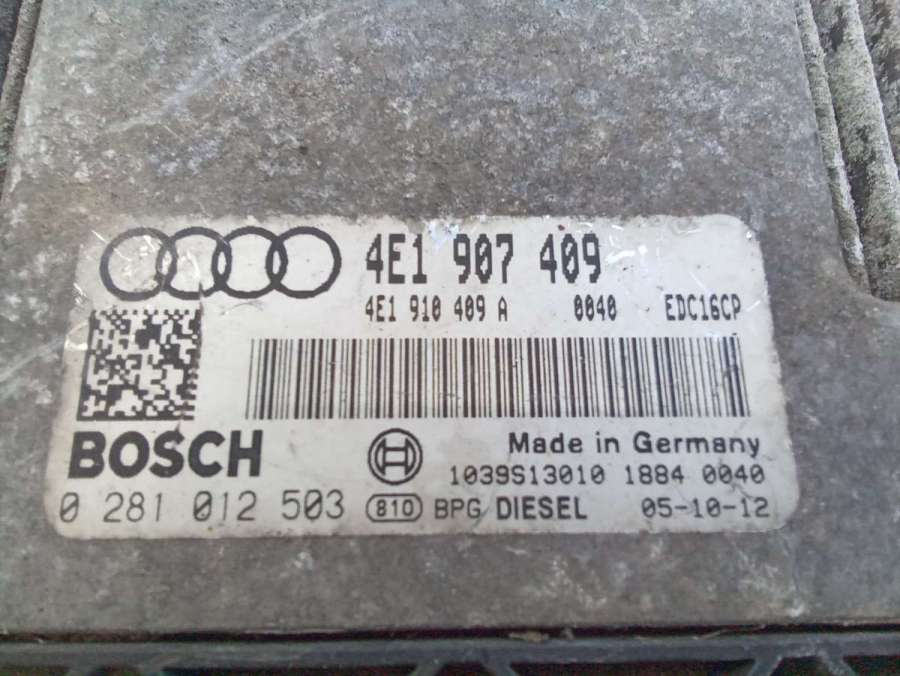 4E1 907 409
4E1 910 409 A 0040 EDC16CP
BOSCH
Made in Germany
1039S13010 1884 0040
0 281 012 503 810 BPG DIESEL 05-10-12